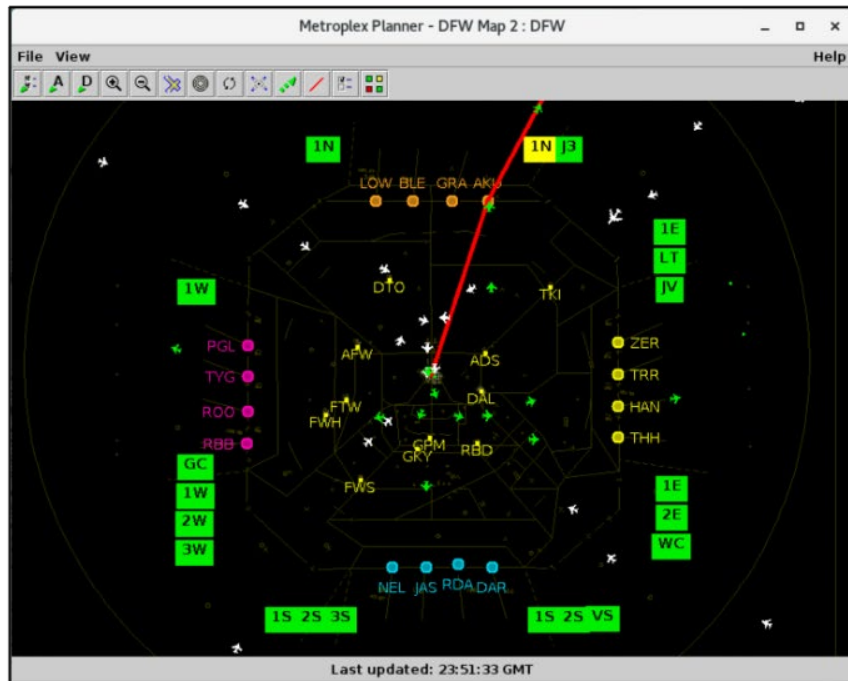 Metroplex Planner - DFW Map 2 : DFW
File View Help
A D
1N 1N J3
LOW BLE GRA AKU
1E
LT
1W DTO TKI JV
PGL AFW ADS ZER
TYG TRR
ROO FTW DAL HAN
FWH
RBB GPM RBD THH
GKY
GC FWS
1W 1E
2W 2E
3W WC
NEL JAS RDA DAR
1S 2S 3S 1S 2S VS
Last updated: 23:51:33 GMT